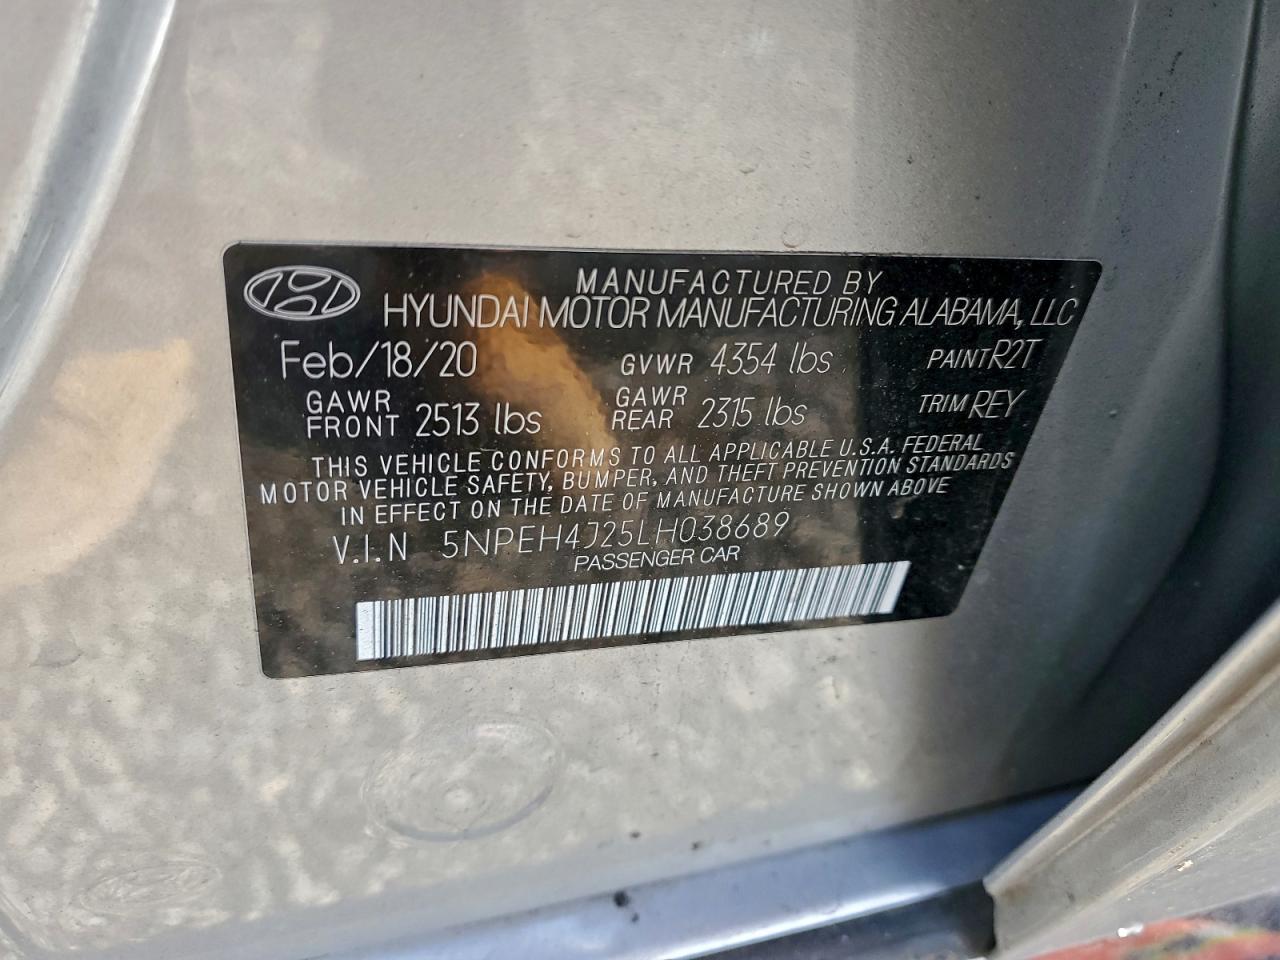 MANUFACTURED BY
HYUNDAI MOTOR MANUFACTURING ALABAMA, LLC
Feb/18/20 GVWR 4354 lbs PAINT R2T
GAWR FRONT 2513 lbs GAWR REAR 2315 lbs TRIM REY
THIS VEHICLE CONFORMS TO ALL APPLICABLE U.S.A. FEDERAL
MOTOR VEHICLE SAFETY, BUMPER, AND THEFT PREVENTION STANDARDS
IN EFFECT ON THE DATE OF MANUFACTURE SHOWN ABOVE
V.I.N 5NPEH4J25LH038689
PASSENGER CAR